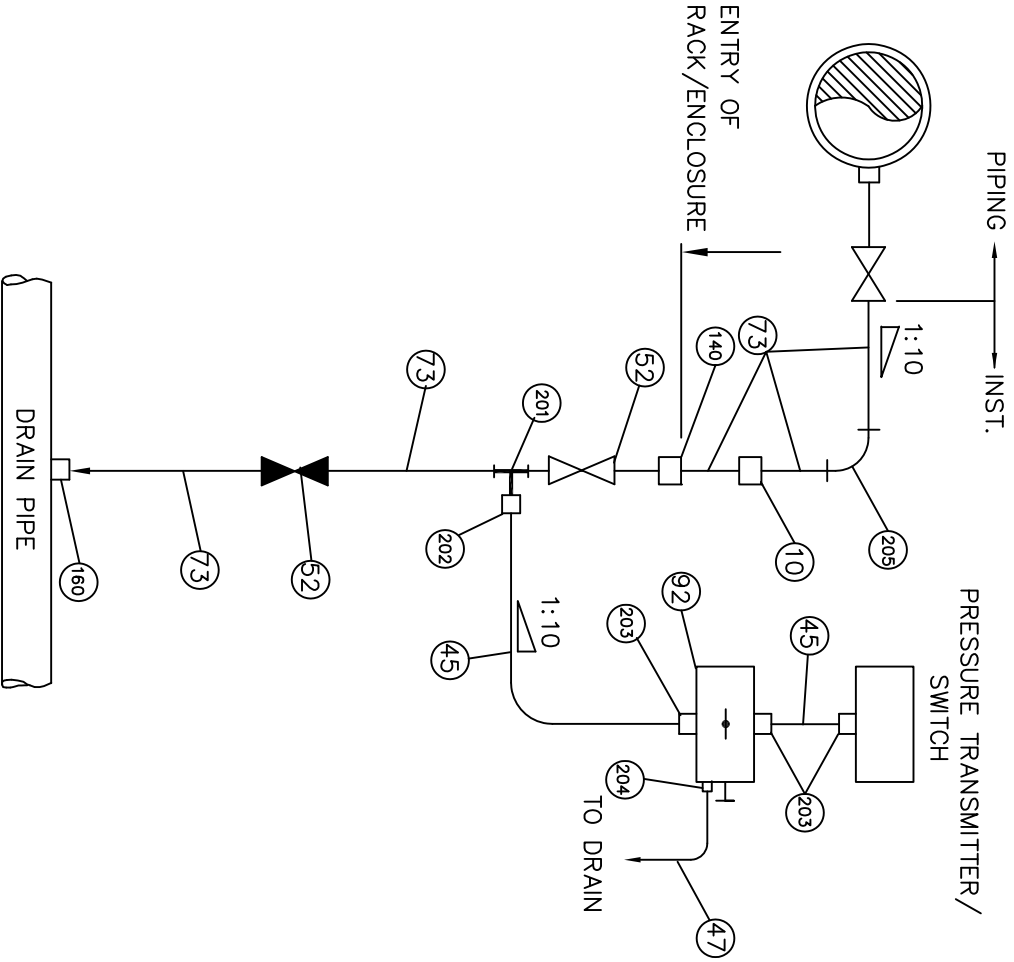 PIPING
INST.
1:10
ENTRY OF
RACK/ENCLOSURE
73
140
10
205
52
201
73
202
1:10
45
52
73
160
DRAIN PIPE
PRESSURE TRANSMITTER/
SWITCH
45
203
92
203
204
TO DRAIN
47